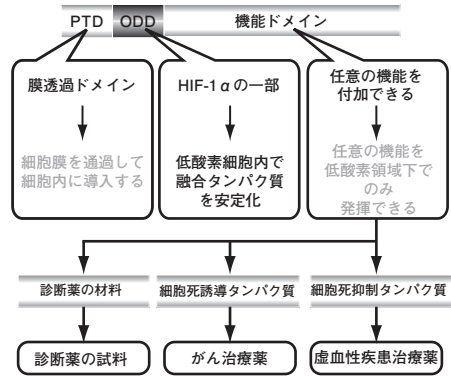 PTD ODD 機能ドメイン
膜透過ドメイン
細胞膜を通過して
細胞内に導入する
HIF-1αの一部
低酸素細胞内で
融合タンパク質
を安定化
任意の機能を
付加できる
任意の機能を
低酸素領域下で
のみ
発揮できる
診断薬の材料 細胞死誘導タンパク質 細胞死抑制タンパク質
診断薬の試料 がん治療薬 虚血性疾患治療薬